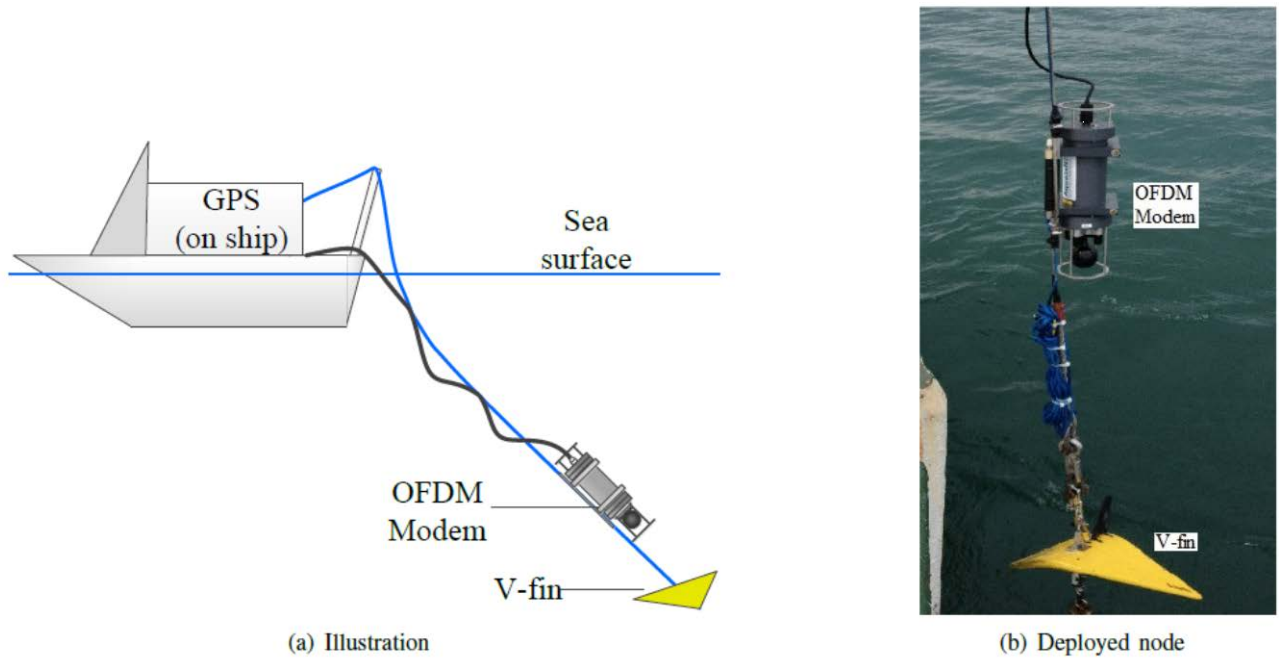 GPS
(on ship)
Sea
surface
OFDM
Modem
V-fin
(a) Illustration
OFDM
Modem
V-fin
(b) Deployed node